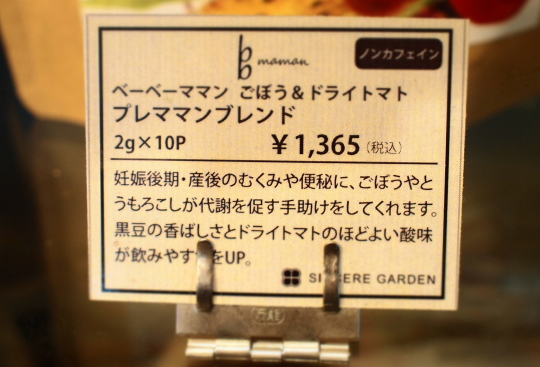 bb maman
ノンカフェイン
ベーベーママン ごぼう＆ドライトマト
プレママンブレンド
2g×10P ￥1,365（税込）
妊娠後期・産後のむくみや便秘に、ごぼうやと
うもろこしが代謝を促す手助けをしてくれます。
黒豆の香ばしさとドライトマトのほどよい酸味
が飲みやすさをUP。
SINCERE GARDEN